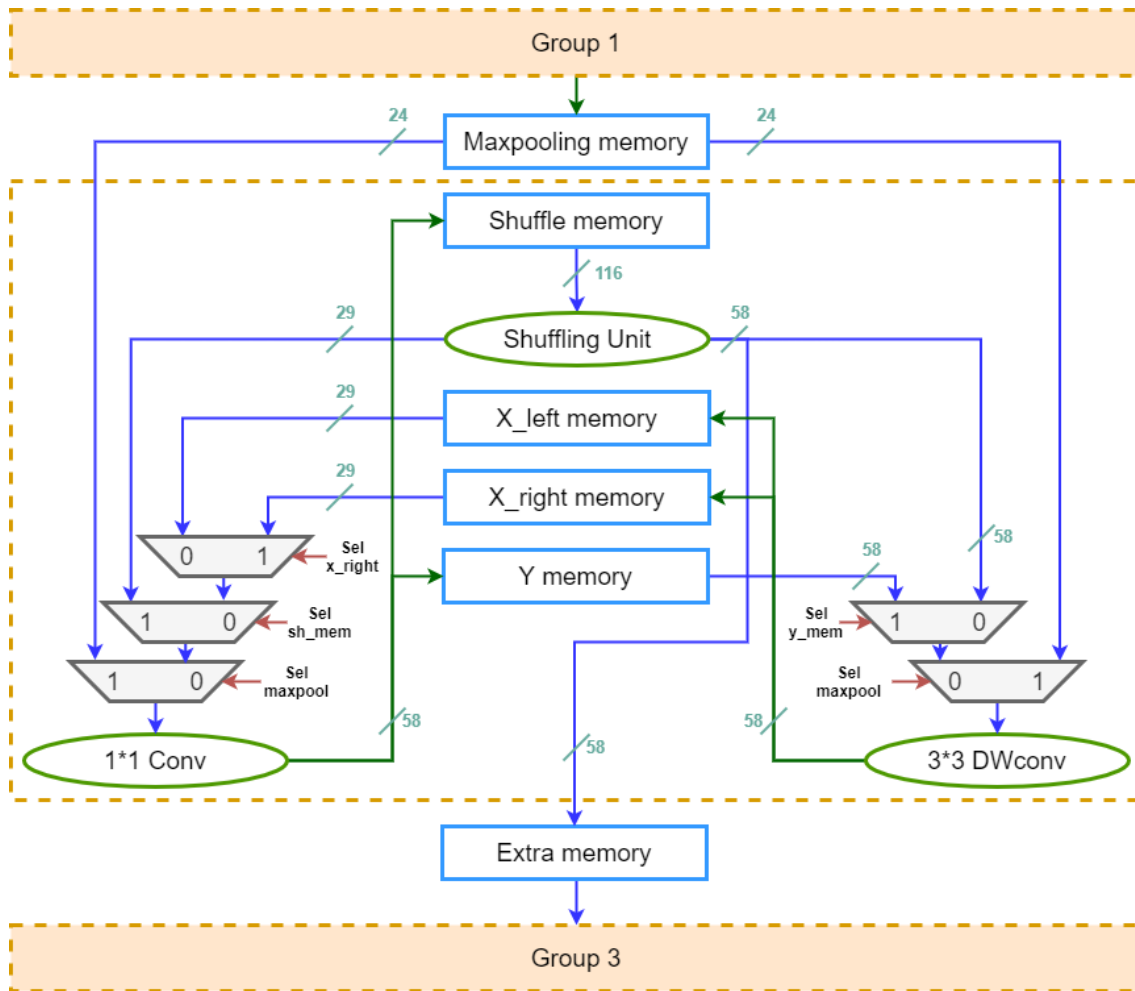 Group 1
24
24
Maxpooling memory
Shuffle memory
116
29
58
Shuffling Unit
29
X_left memory
29
X_right memory
58
58
0 1
Sel
x_right
Y memory
1 0
Sel
sh_mem
Sel
y_mem
1 0
1 0
Sel
maxpool
Sel
maxpool
0 1
58
58
58
1*1 Conv
3*3 DWconv
Extra memory
Group 3